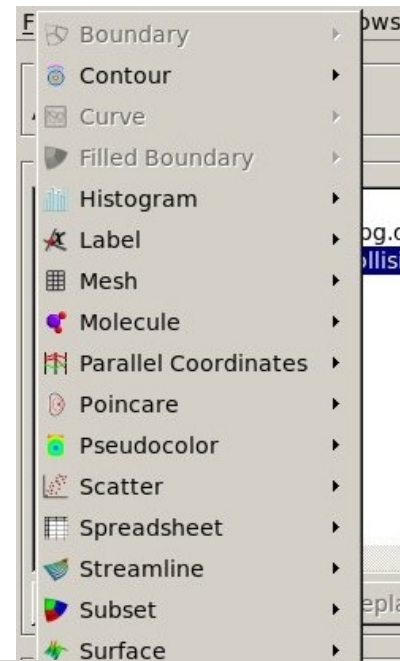 Boundary
Contour
Curve
Filled Boundary
Histogram
Label
Mesh
Molecule
Parallel Coordinates
Poincare
Pseudocolor
Scatter
Spreadsheet
Streamline
Subset
Surface